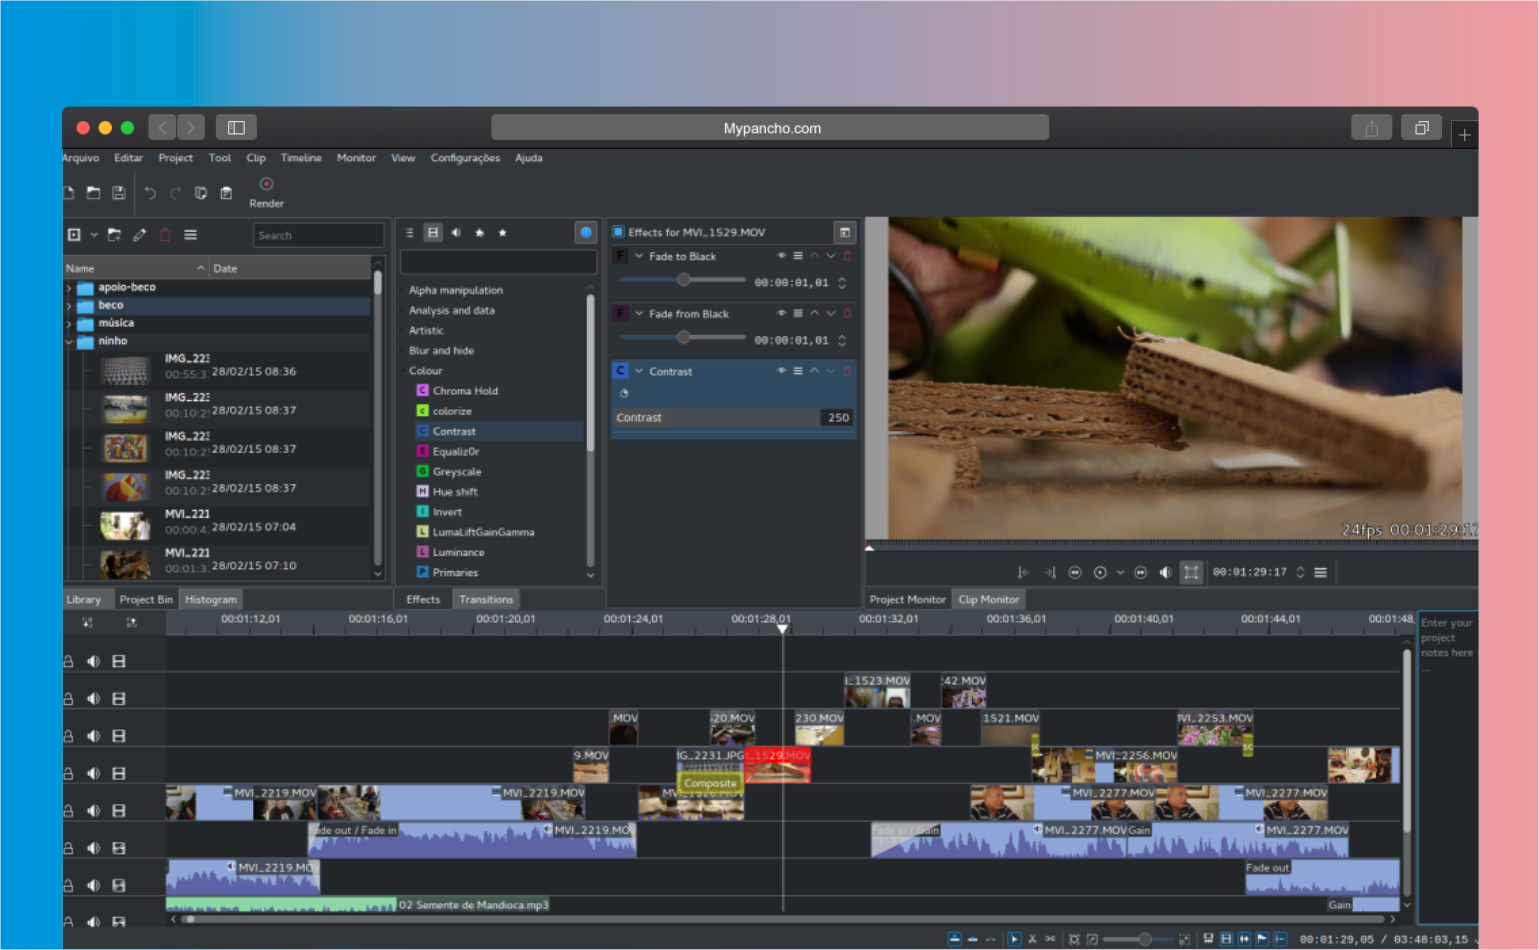 Mypancho.com
Arquivo Editar Project Tool Clip Timeline Monitor View Configurações Ajuda
Render
Search
Name Date
apoio-beco
beco
música
ninho
IMG_223
00:55:3 28/02/15 08:36
IMG_223
00:10:2 28/02/15 08:37
IMG_223
00:10:2 28/02/15 08:37
IMG_223
00:10:2 28/02/15 08:37
MVI_221
00:00:4 28/02/15 07:04
MVI_221
00:01:3 28/02/15 07:10
Library Project Bin Histogram
Alpha manipulation
Analysis and data
Artistic
Blur and hide
Colour
C Chroma Hold
c colorize
C Contrast
E Equaliz0r
G Greyscale
H Hue shift
I Invert
L LumaLiftGainGamma
L Luminance
P Primaries
Effects Transitions
Effects for MVI_1529.MOV
F Fade to Black
00:00:01,01
F Fade from Black
00:00:01,01
C Contrast
Contrast 250
24fps 00:01:29:17
00:01:29:17
Project Monitor Clip Monitor
00:01:12,01 00:01:16,01 00:01:20,01 00:01:24,01 00:01:28,01 00:01:32,01 00:01:36,01 00:01:40,01 00:01:44,01 00:01:48,
Enter your
project
notes here
...
I_1523.MOV 42.MOV
.MOV 20.MOV 230.MOV .MOV 1521.MOV MVI_2253.MOV
9.MOV G_2231.JPG _1529.MOV MVI_2256.MOV
Composite
MVI_2219.MOV MVI_2219.MOV MVI_2277.MOV MVI_2277.MOV
Fade out / Fade in MVI_2219.MO Fade in / Gain MVI_2277.MOV Gain MVI_2277.MOV
MVI_2219.MOV Fade out
02 Semente de Mandioca.mp3 Gain
00:01:29,05 / 03:48:03,15